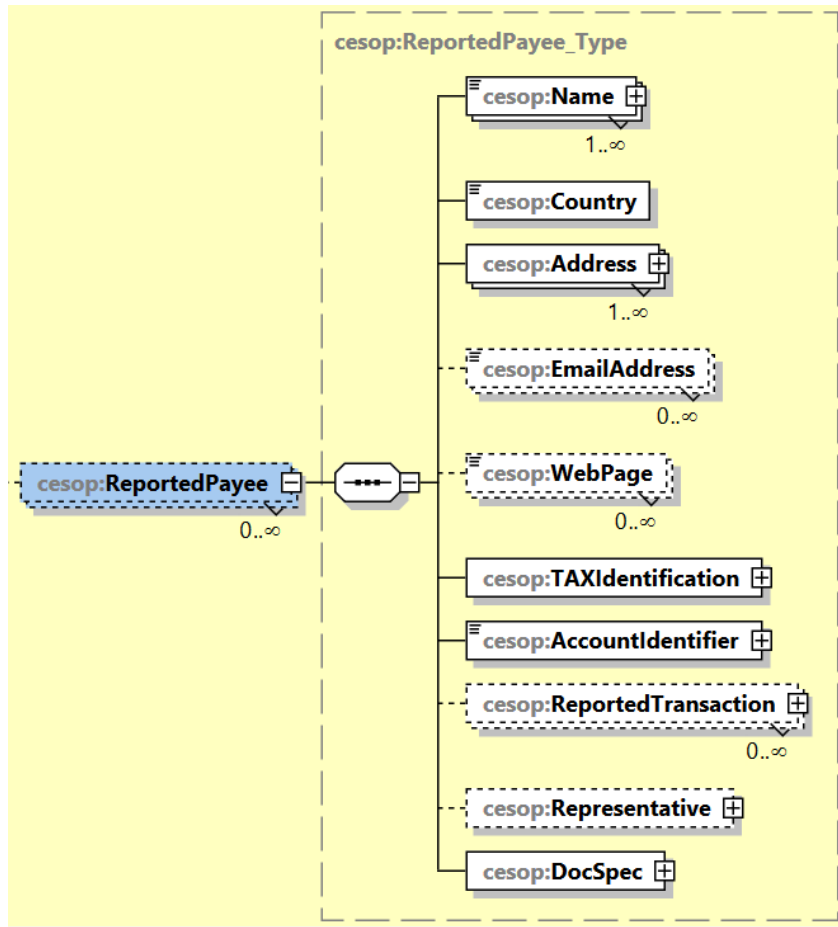 cesop:ReportedPayee_Type
cesop:Name
1..∞
cesop:Country
cesop:Address
1..∞
cesop:EmailAddress
0..∞
cesop:WebPage
0..∞
cesop:ReportedPayee
0..∞
cesop:TAXIdentification
cesop:AccountIdentifier
cesop:ReportedTransaction
0..∞
cesop:Representative
cesop:DocSpec